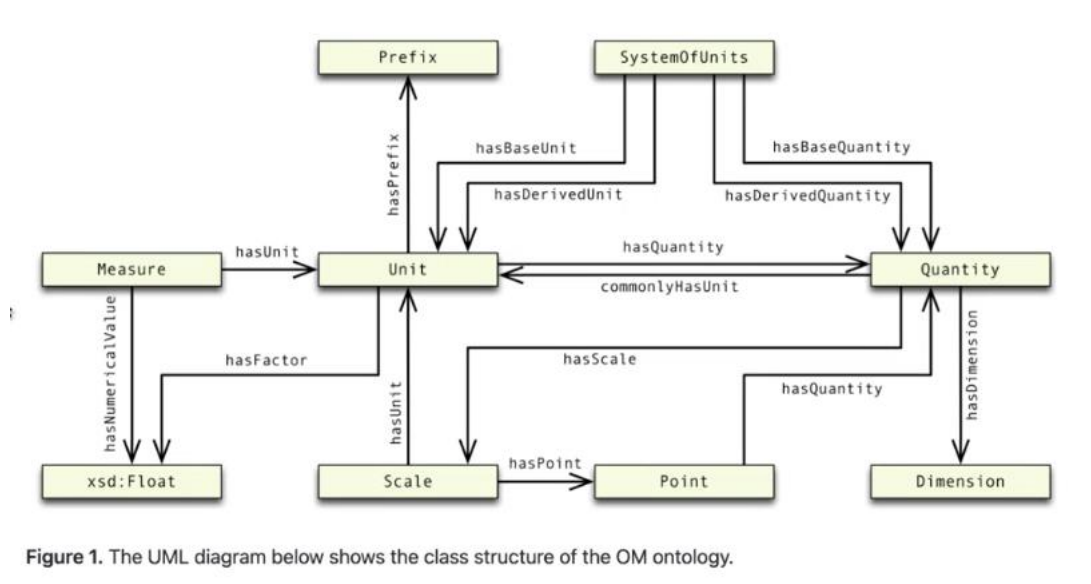 Prefix
SystemOfUnits
hasPrefix
hasBaseUnit
hasBaseQuantity
hasDerivedUnit
hasDerivedQuantity
hasUnit
hasQuantity
Measure
Unit
Quantity
commonlyHasUnit
hasNumericalValue
hasFactor
hasUnit
hasScale
hasQuantity
hasDimension
hasPoint
xsd:Float
Scale
Point
Dimension
Figure 1. The UML diagram below shows the class structure of the OM ontology.